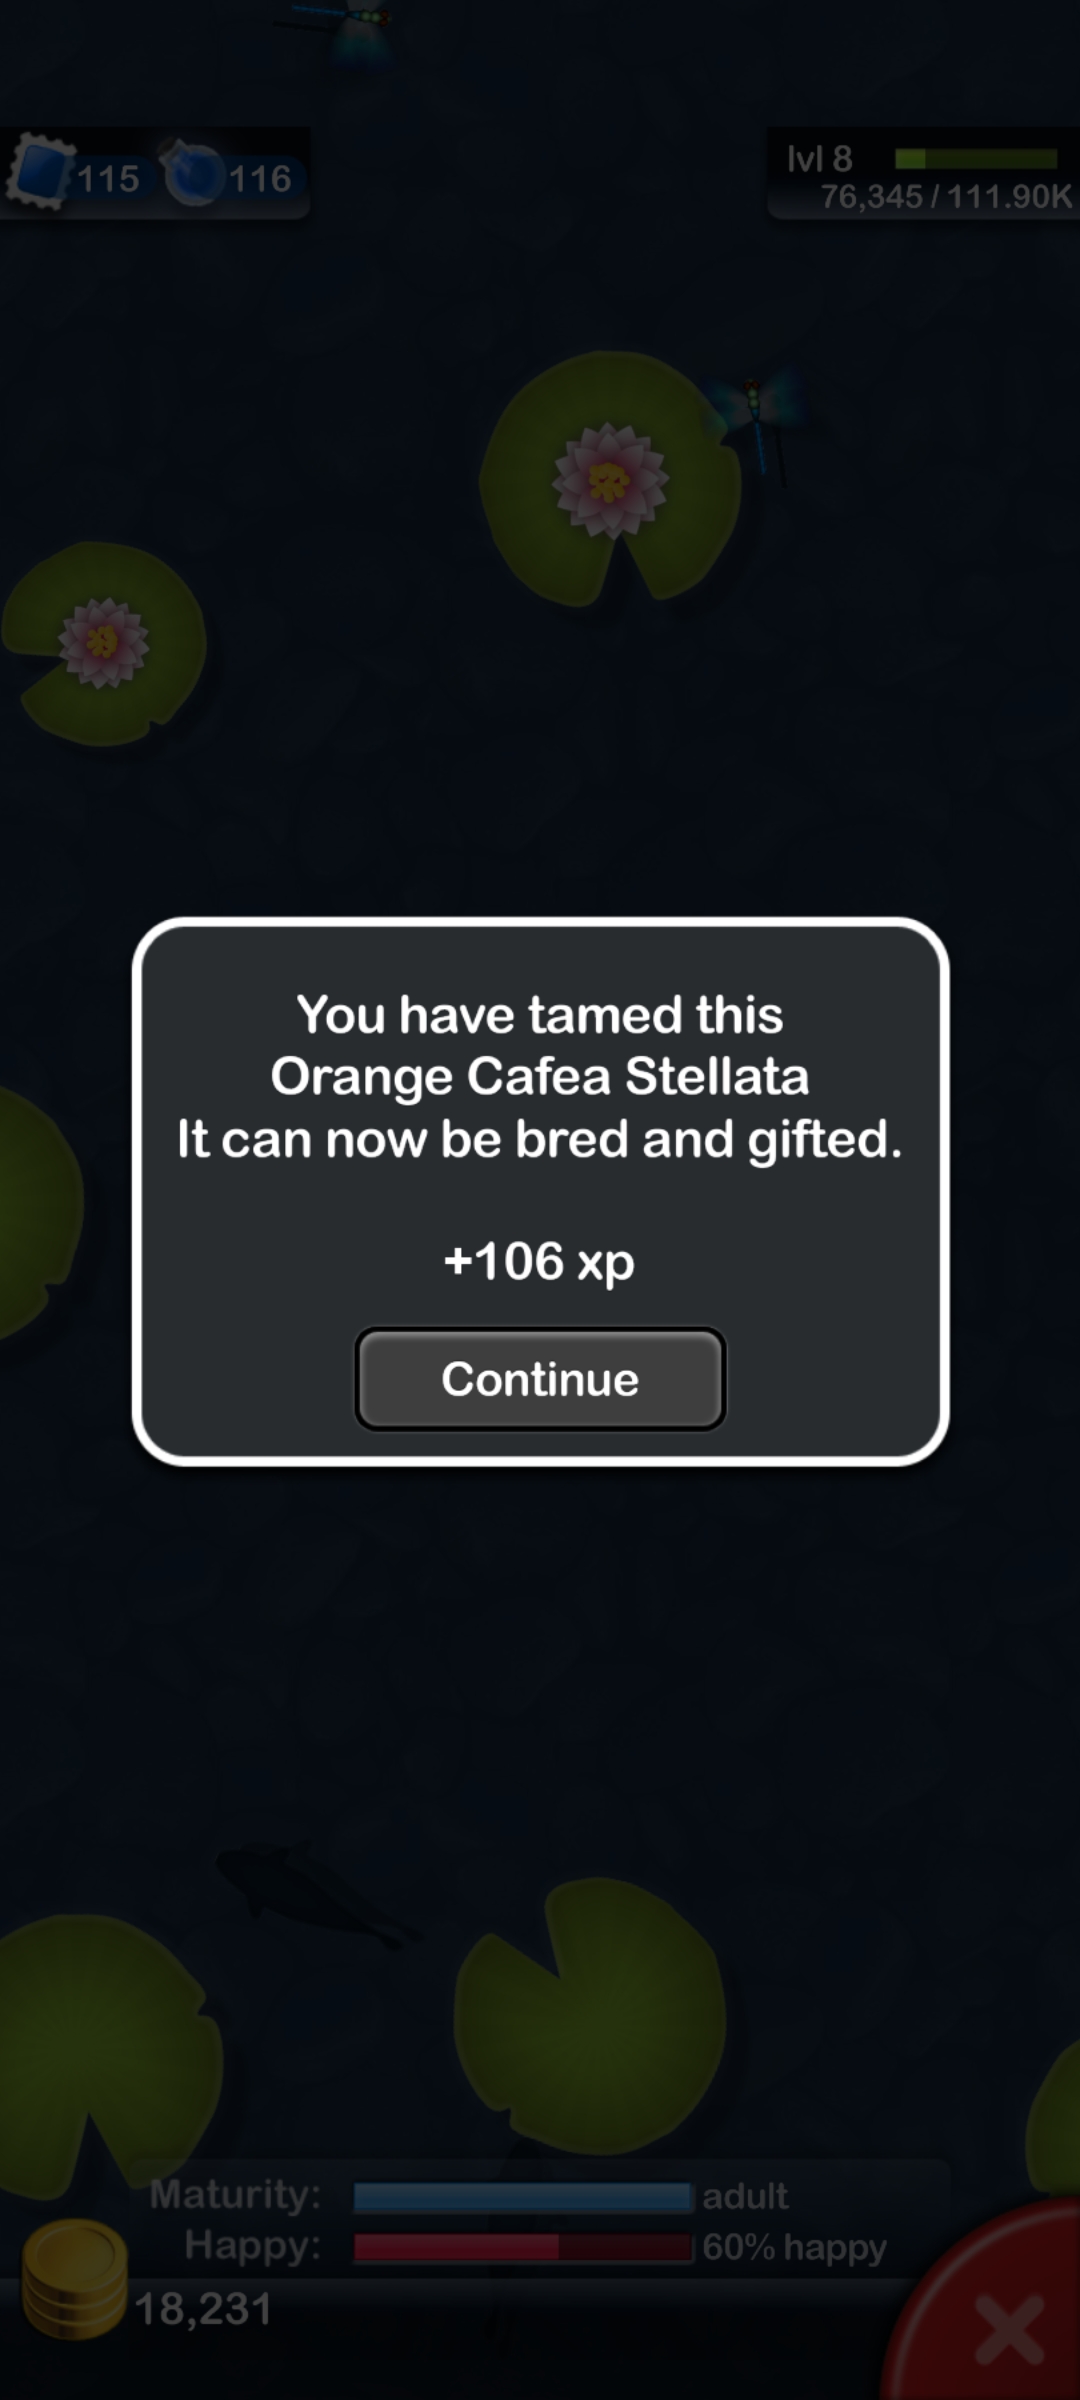 115 116
lvl 8
76,345 / 111.90K
You have tamed this
Orange Cafea Stellata
It can now be bred and gifted.
+106 xp
Continue
Maturity: adult
Happy: 60% happy
18,231